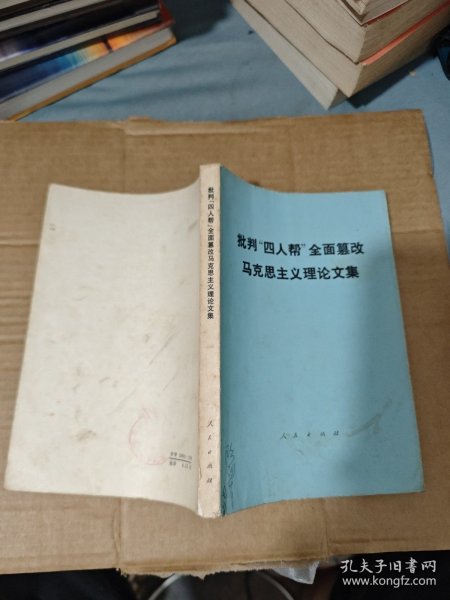 批判“四人帮”全面篡改
马克思主义理论文集
人民出版社
批判“四人帮”全面篡改马克思主义理论文集
孔夫子旧书网
www.kongfz.com